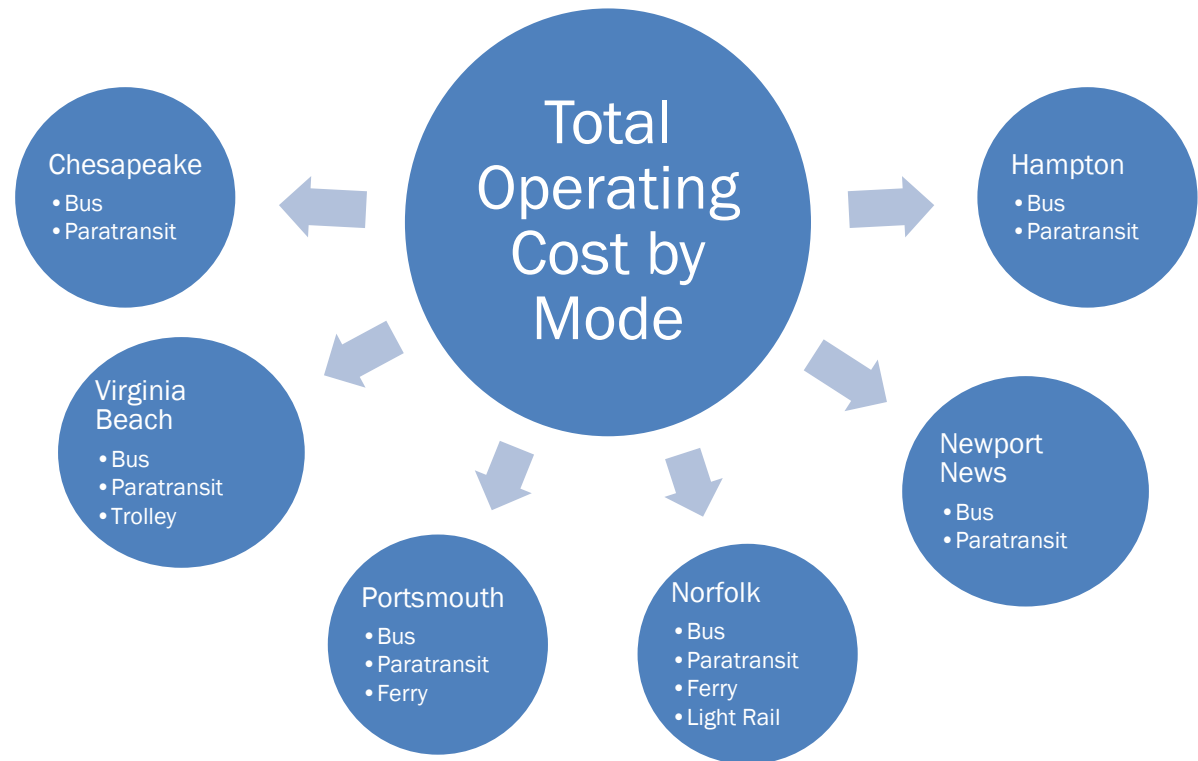 Total
Operating
Cost by
Mode
Chesapeake
• Bus
• Paratransit
Virginia
Beach
• Bus
• Paratransit
• Trolley
Portsmouth
• Bus
• Paratransit
• Ferry
Norfolk
• Bus
• Paratransit
• Ferry
• Light Rail
Newport
News
• Bus
• Paratransit
Hampton
• Bus
• Paratransit